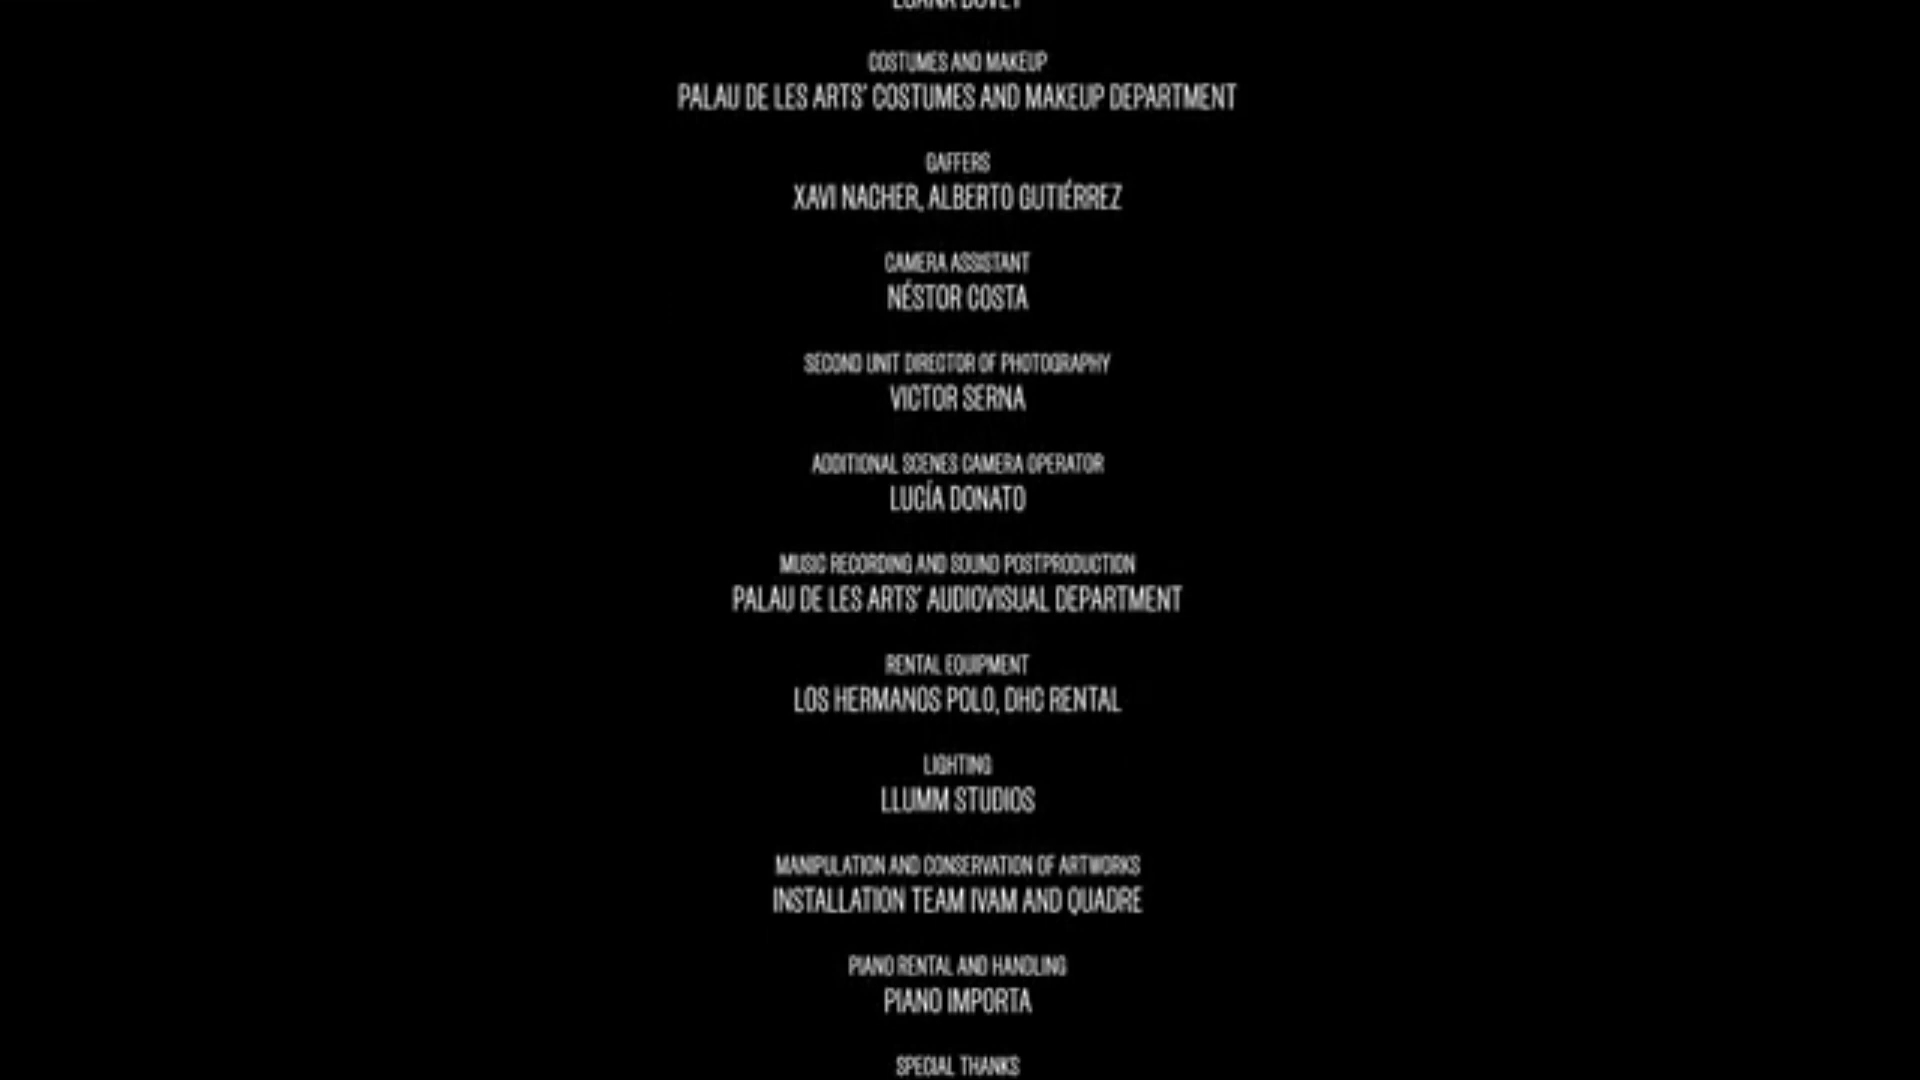 COSTUMES AND MAKEUP
PALAU DE LES ARTS' COSTUMES AND MAKEUP DEPARTMENT
GAFFERS
XAVI NACHER, ALBERTO GUTIÉRREZ
CAMERA ASSISTANT
NÉSTOR COSTA
SECOND UNIT DIRECTOR OF PHOTOGRAPHY
VICTOR SERNA
ADDITIONAL SCENES CAMERA OPERATOR
LUCÍA DONATO
MUSIC RECORDING AND SOUND POSTPRODUCTION
PALAU DE LES ARTS' AUDIOVISUAL DEPARTMENT
RENTAL EQUIPMENT
LOS HERMANOS POLO, DHC RENTAL
LIGHTING
LLUMM STUDIOS
MANIPULATION AND CONSERVATION OF ARTWORKS
INSTALLATION TEAM IVAM AND QUADRE
PIANO RENTAL AND HANDLING
PIANO IMPORTA
SPECIAL THANKS